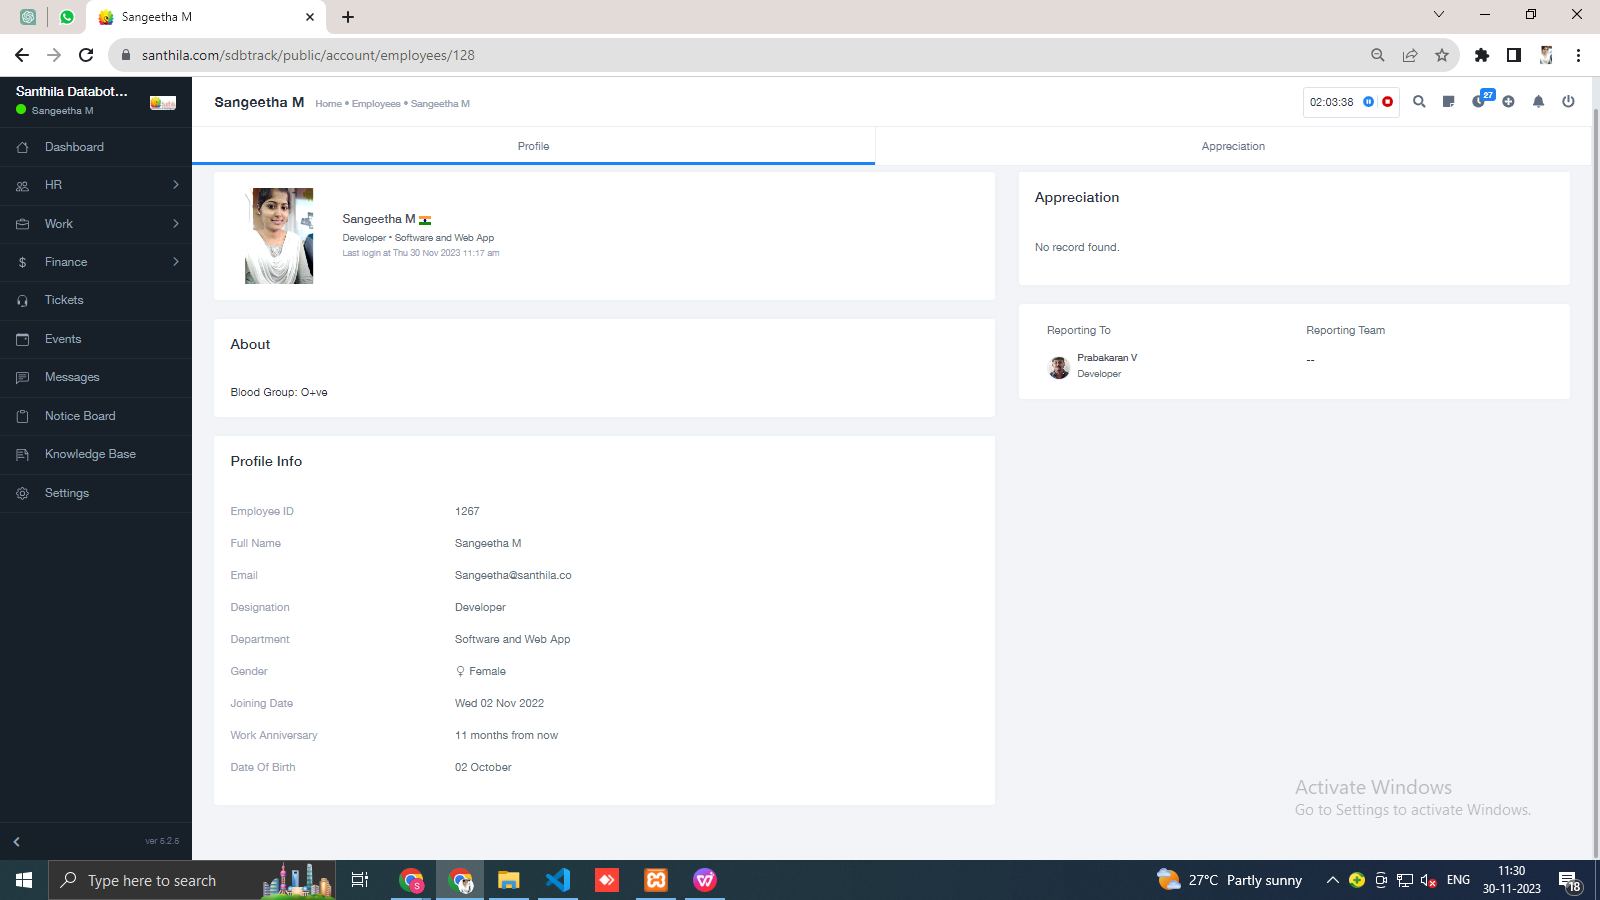 Sangeetha M
santhila.com/sdbtrack/public/account/employees/128
Santhila Databot...
Sangeetha M
Dashboard
HR
Work
Finance
Tickets
Events
Messages
Notice Board
Knowledge Base
Settings
ver 5.2.5
Sangeetha M Home • Employees • Sangeetha M
02:03:38
27
Profile
Appreciation
Sangeetha M
Developer • Software and Web App
Last login at Thu 30 Nov 2023 11:17 am
About
Blood Group: O+ve
Profile Info
Employee ID 1267
Full Name Sangeetha M
Email Sangeetha@santhila.co
Designation Developer
Department Software and Web App
Gender ♀ Female
Joining Date Wed 02 Nov 2022
Work Anniversary 11 months from now
Date Of Birth 02 October
Appreciation
No record found.
Reporting To
Prabakaran V
Developer
Reporting Team
--
Activate Windows
Go to Settings to activate Windows.
Type here to search
27°C Partly sunny
ENG
11:30
30-11-2023
18